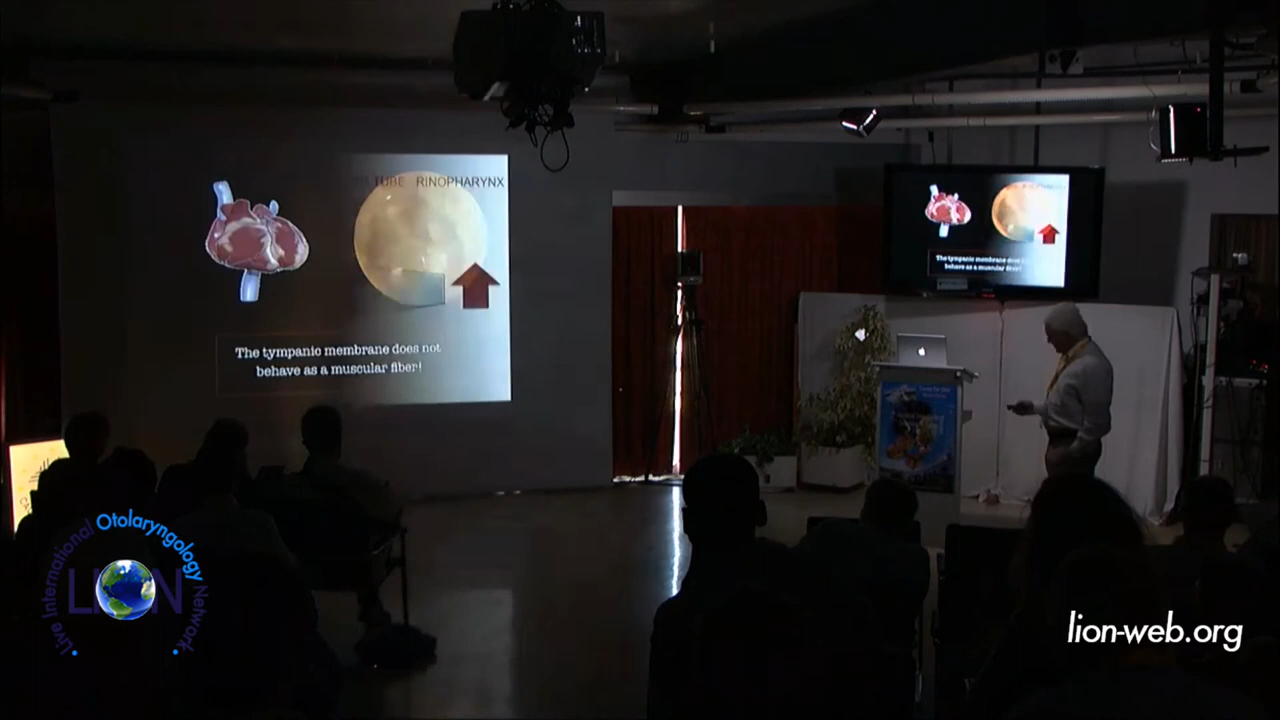 TUBE RINOPHARYNX
The tympanic membrane does not
behave as a muscular fiber!
The tympanic membrane does
behave as a muscular fiber!
Live International Otolaryngology Network
LION
lion-web.org